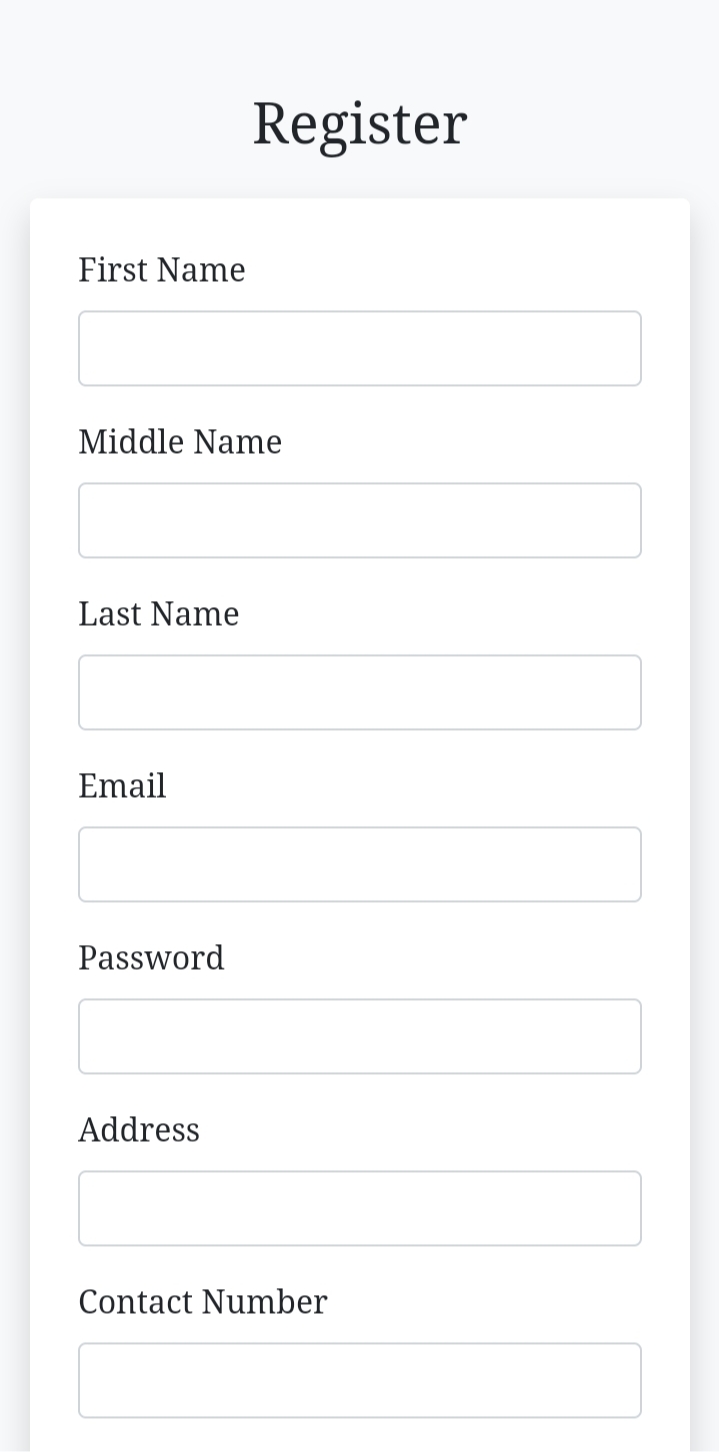 Register
First Name
Middle Name
Last Name
Email
Password
Address
Contact Number